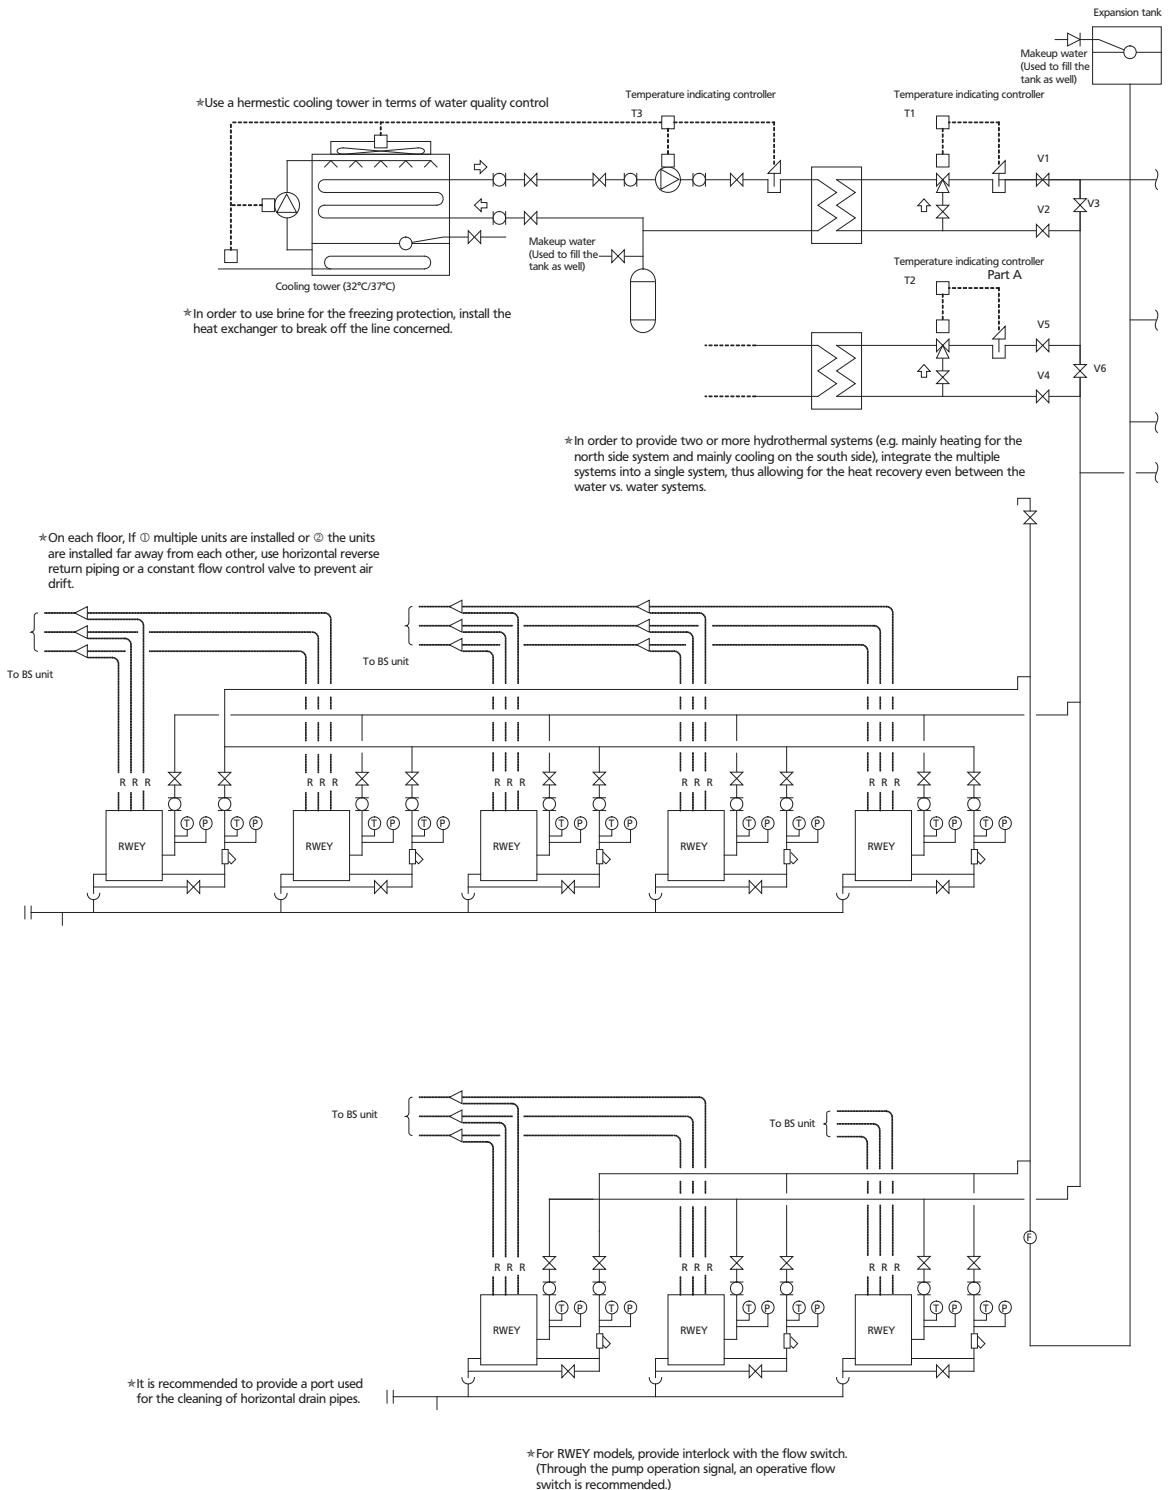 Expansion tank
Makeup water
(Used to fill the
tank as well)
✳Use a hermestic cooling tower in terms of water quality control
Temperature indicating controller
T3
Temperature indicating controller
T1
V1
V2
V3
Makeup water
(Used to fill the
tank as well)
Cooling tower (32°C/37°C)
✳In order to use brine for the freezing protection, install the
heat exchanger to break off the line concerned.
Temperature indicating controller
Part A
T2
V5
V4
V6
✳In order to provide two or more hydrothermal systems (e.g. mainly heating for the
north side system and mainly cooling on the south side), integrate the multiple
systems into a single system, thus allowing for the heat recovery even between the
water vs. water systems.
✳On each floor, If ① multiple units are installed or ② the units
are installed far away from each other, use horizontal reverse
return piping or a constant flow control valve to prevent air
drift.
To BS unit
To BS unit
R R R
R R R
R R R
R R R
R R R
T P T P
T P T P
T P T P
T P T P
T P T P
RWEY
RWEY
RWEY
RWEY
RWEY
To BS unit
To BS unit
F
R R R
R R R
R R R
T P T P
T P T P
T P T P
RWEY
RWEY
RWEY
✳It is recommended to provide a port used
for the cleaning of horizontal drain pipes.
✳For RWEY models, provide interlock with the flow switch.
(Through the pump operation signal, an operative flow
switch is recommended.)